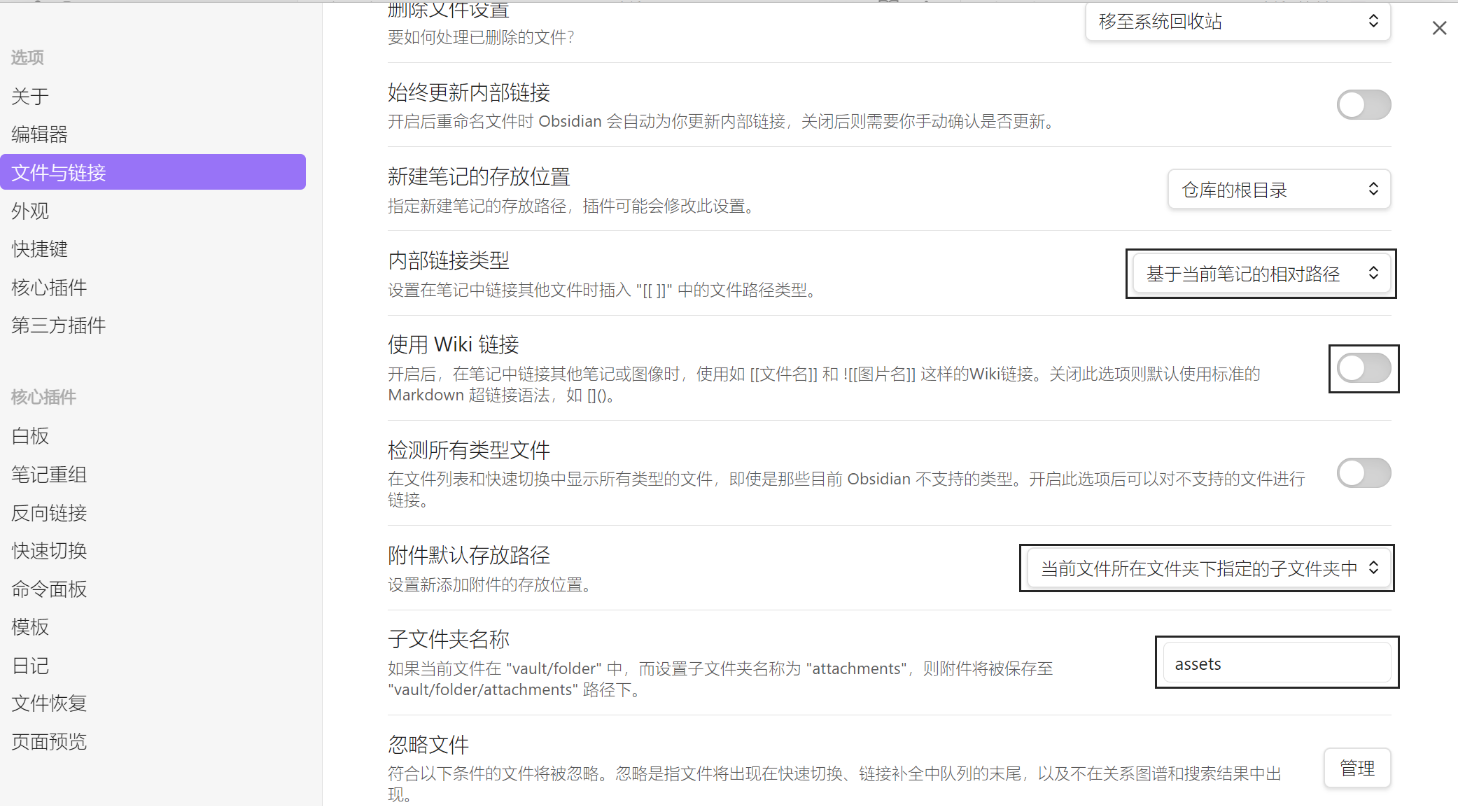 选项
关于
编辑器
文件与链接
外观
快捷键
核心插件
第三方插件
核心插件
白板
笔记重组
反向链接
快速切换
命令面板
模板
日记
文件恢复
页面预览
删除文件设置
要如何处理已删除的文件?
移至系统回收站
始终更新内部链接
开启后重命名文件时 Obsidian 会自动为你更新内部链接，关闭后则需要你手动确认是否更新。
新建笔记的存放位置
指定新建笔记的存放路径，插件可能会修改此设置。
仓库的根目录
内部链接类型
设置在笔记中链接其他文件时插入 "[[ ]]" 中的文件路径类型。
基于当前笔记的相对路径
使用 Wiki 链接
开启后，在笔记中链接其他笔记或图像时，使用如 [[文件名]] 和 ![[图片名]] 这样的Wiki链接。关闭此选项则默认使用标准的
Markdown 超链接语法，如 []()。
检测所有类型文件
在文件列表和快速切换中显示所有类型的文件，即使是那些目前 Obsidian 不支持的类型。开启此选项后可以对不支持的文件进行
链接。
附件默认存放路径
设置新添加附件的存放位置。
当前文件所在文件夹下指定的子文件夹中
子文件夹名称
如果当前文件在 "vault/folder" 中，而设置子文件夹名称为 "attachments"，则附件将被保存至
"vault/folder/attachments" 路径下。
assets
忽略文件
符合以下条件的文件将被忽略。忽略是指文件将出现在快速切换、链接补全中队列的末尾，以及不在关系图谱和搜索结果中出
现。
管理